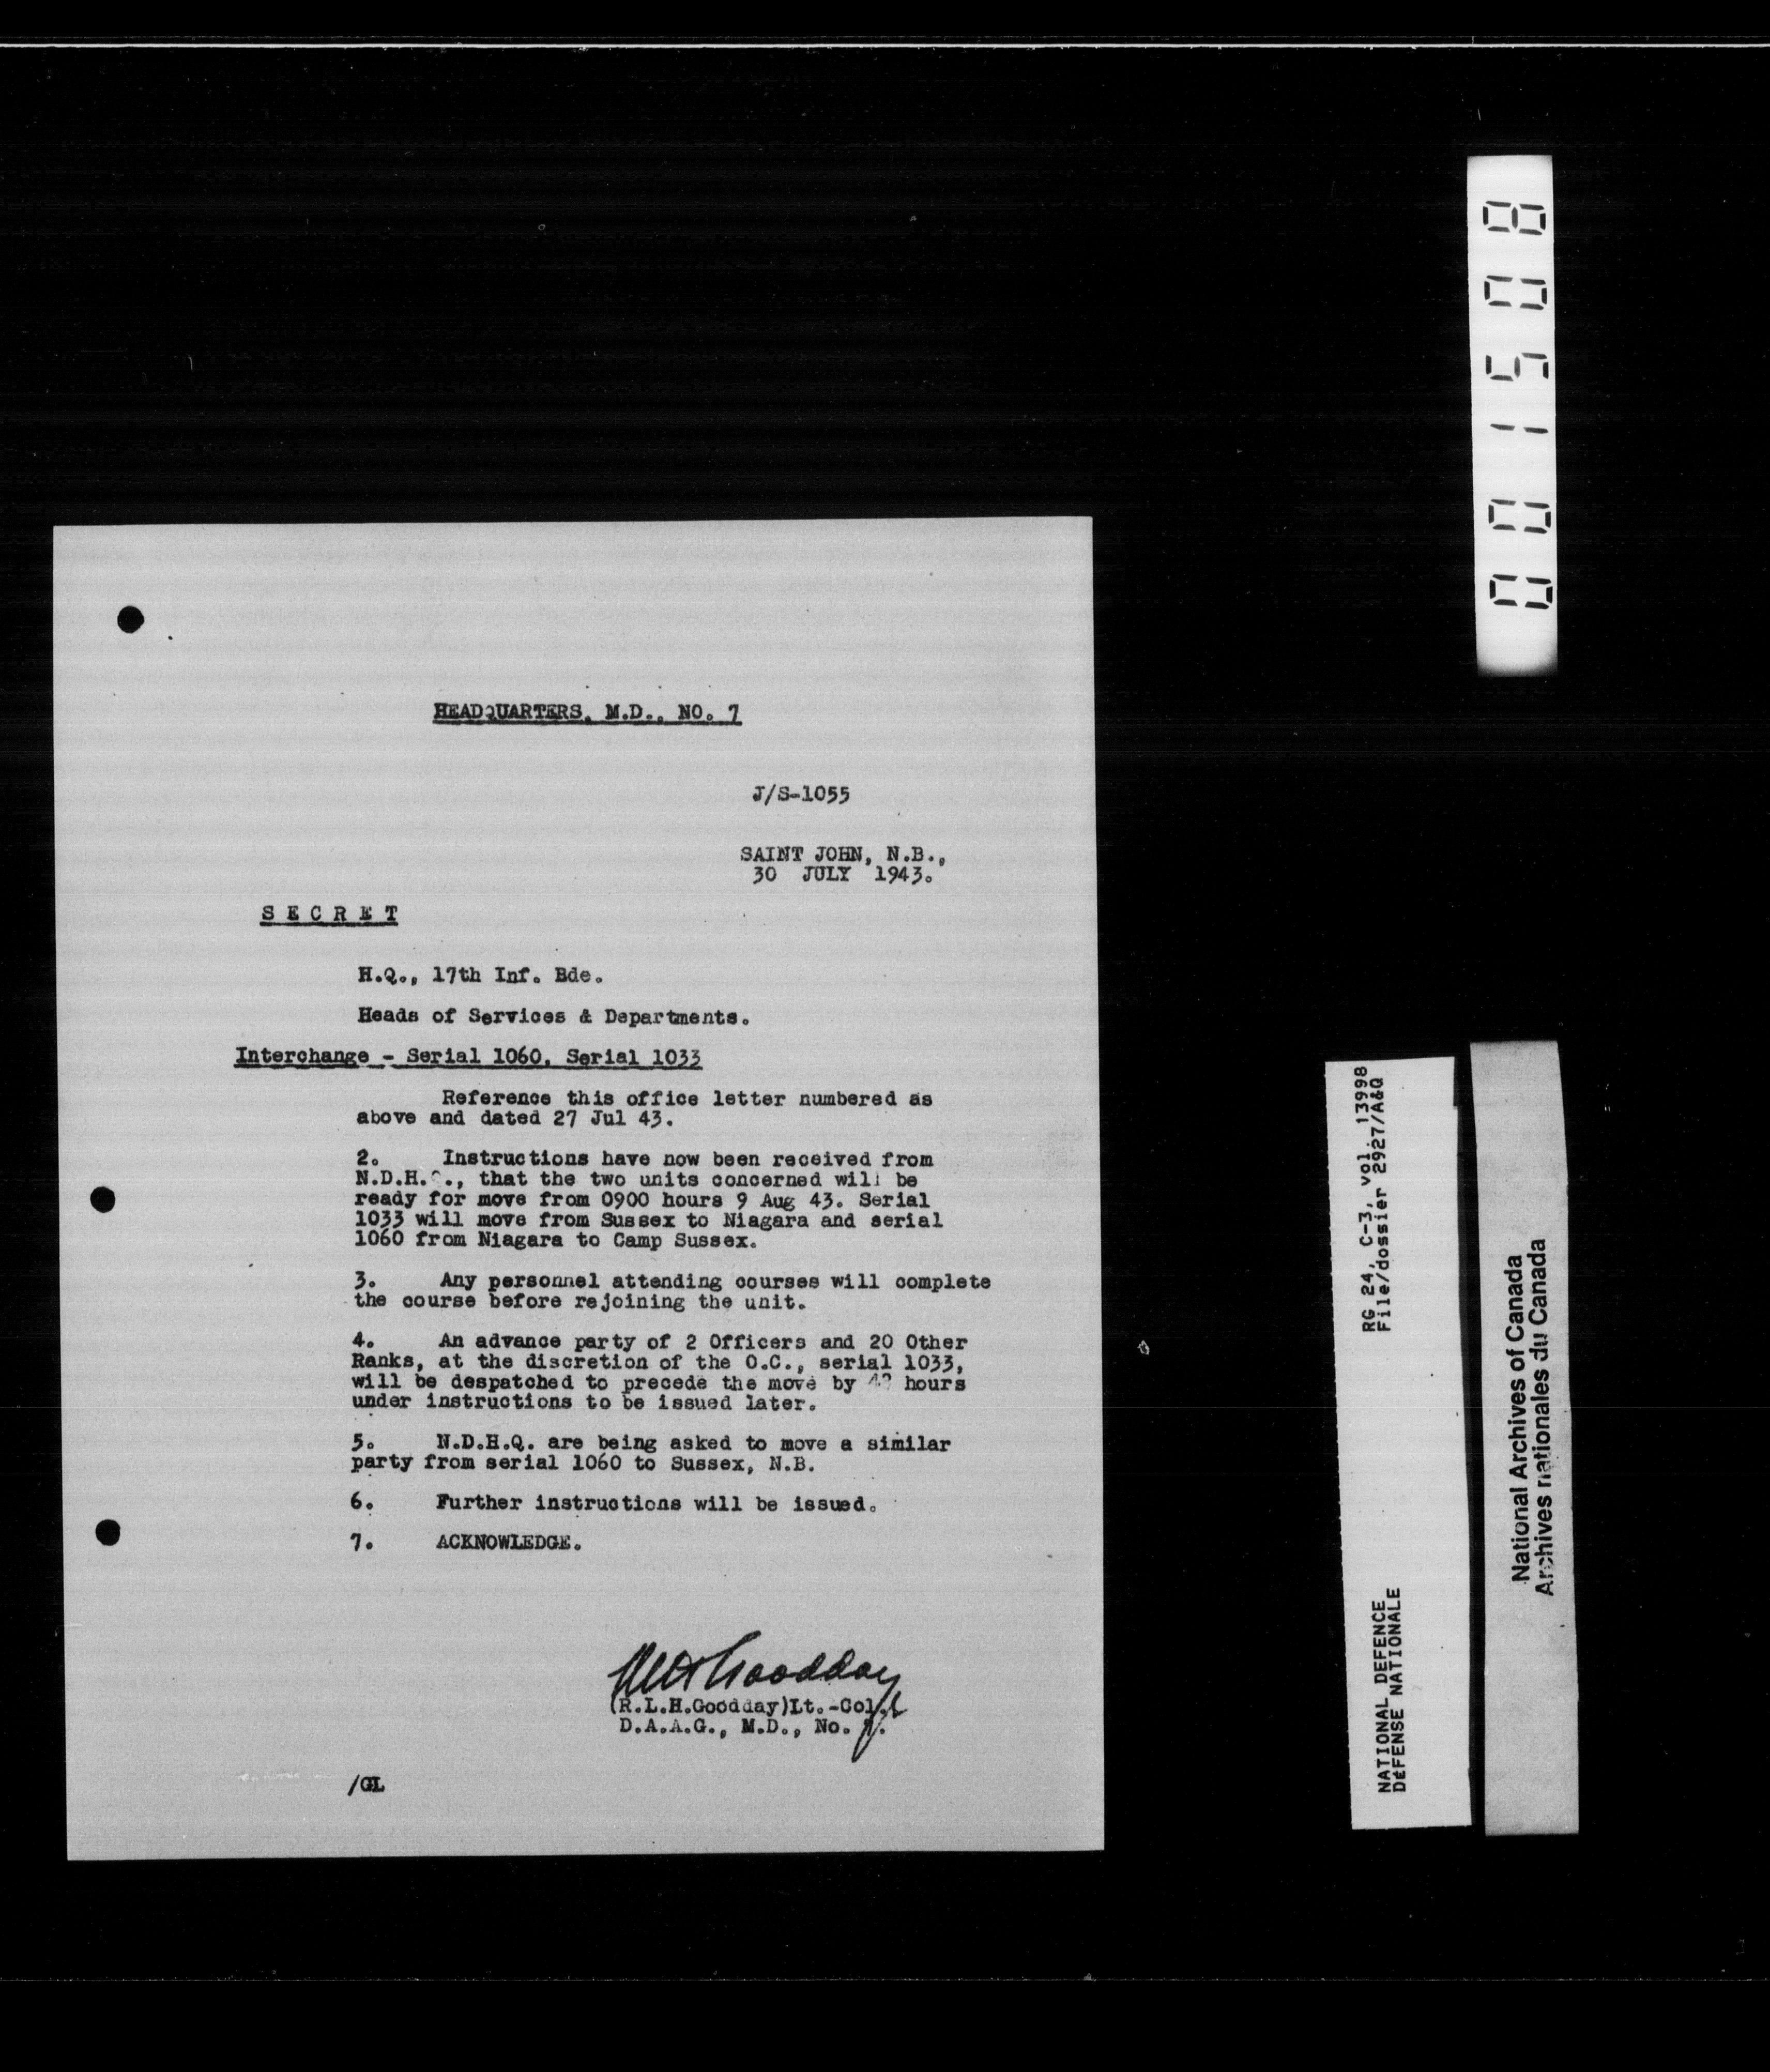 HEADQUARTERS, M.D., NO. 7
J/S-1055
SAINT JOHN, N.B.,
30 JULY 1943.
S E C R E T
H.Q., 17th Inf. Bde.
Heads of Services & Departments.
Interchange - Serial 1060, Serial 1033
Reference this office letter numbered as
above and dated 27 Jul 43.
2. Instructions have now been received from
N.D.H.Q., that the two units concerned will be
ready for move from 0900 hours 9 Aug 43. Serial
1033 will move from Sussex to Niagara and serial
1060 from Niagara to Camp Sussex.
3. Any personnel attending courses will complete
the course before rejoining the unit.
4. An advance party of 2 Officers and 20 Other
Ranks, at the discretion of the O.C., serial 1033,
will be despatched to precede the move by hours
under instructions to be issued later.
5. N.D.H.Q. are being asked to move a similar
party from serial 1060 to Sussex, N.B.
6. Further instructions will be issued.
7. ACKNOWLEDGE.
(R.L.H.Goodday)Lt.-Col.
D.A.A.G., M.D., No. 7.
/GL
001508
RG 24, C-3, vol. 13998
File/dossier 2927/A&Q
NATIONAL DEFENCE
DÉFENSE NATIONALE
National Archives of Canada
Archives nationales du Canada